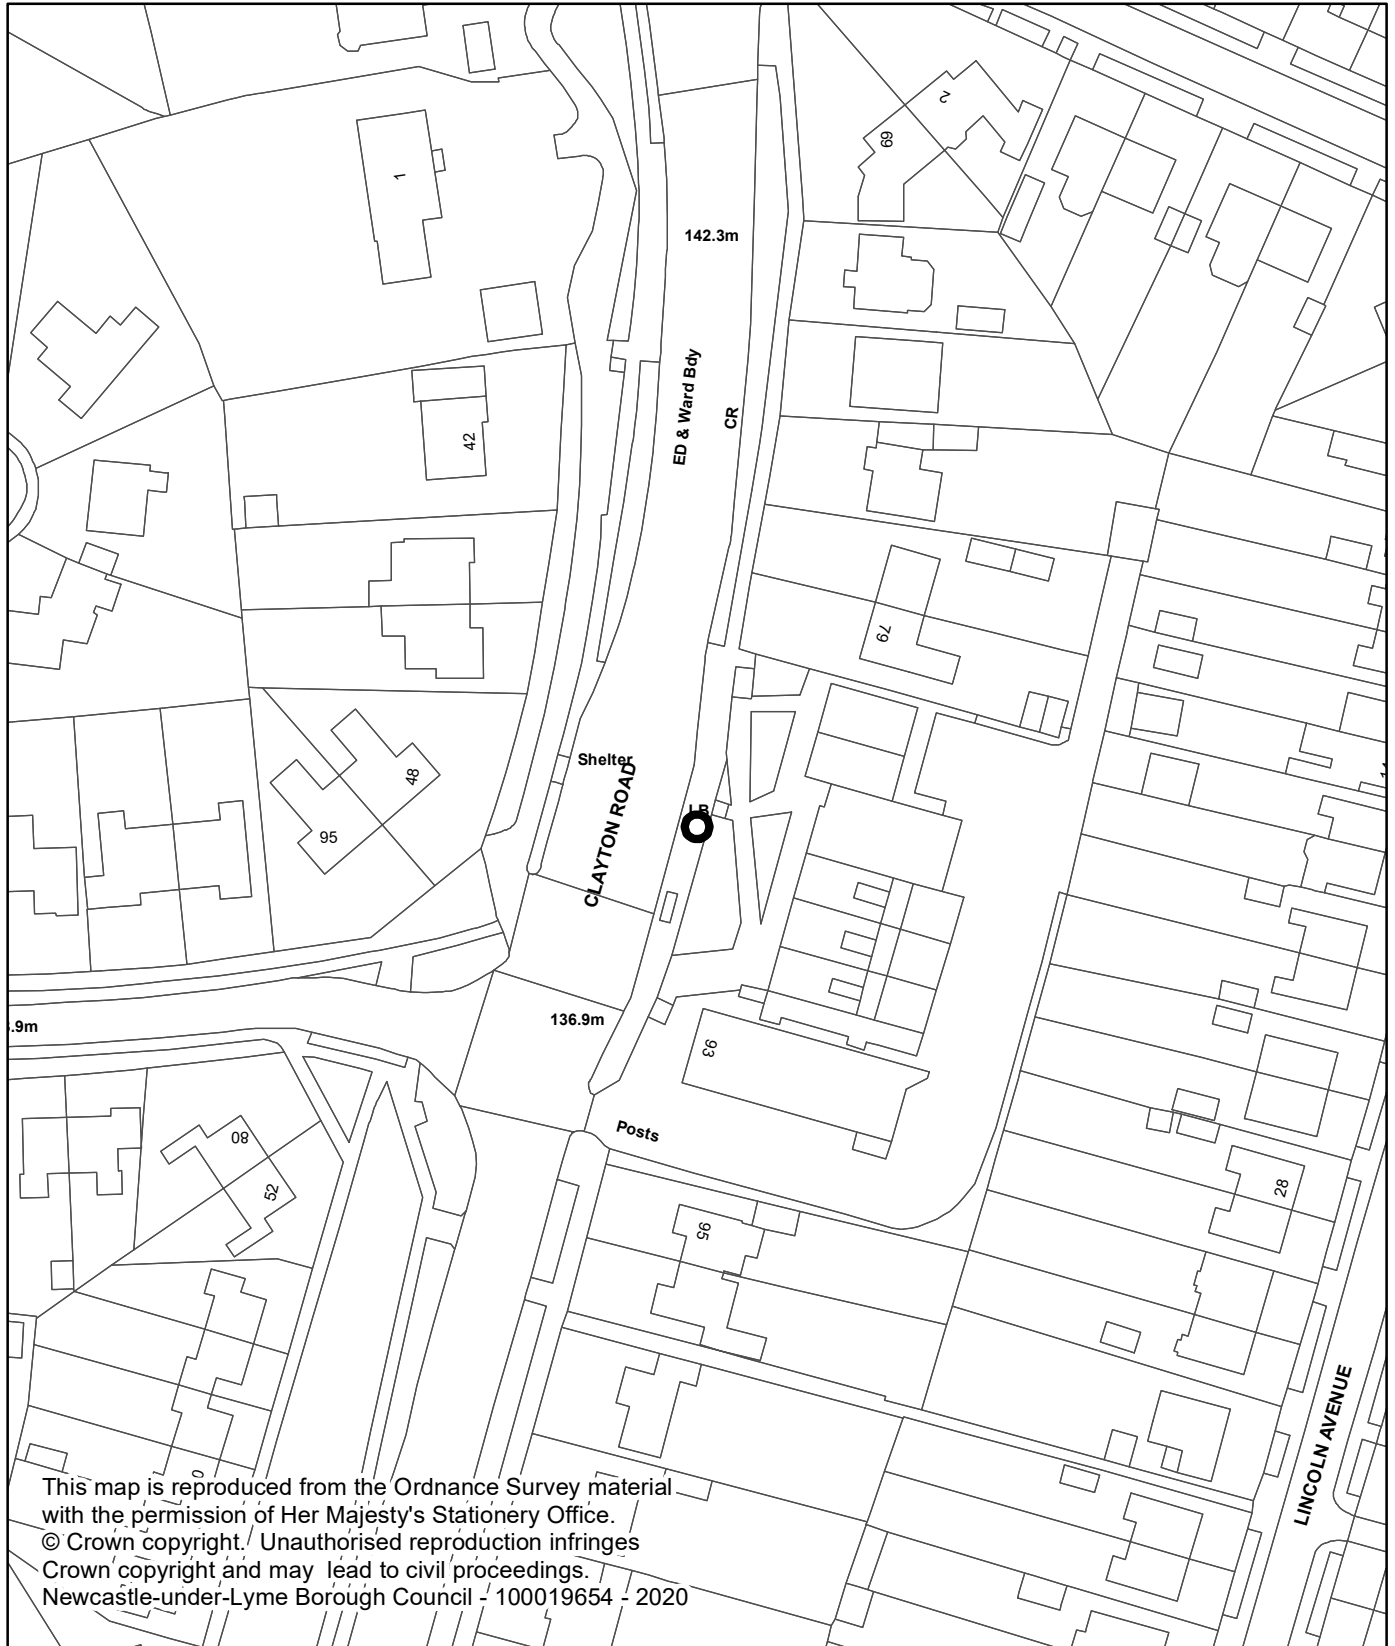 2
69
1
142.3m
ED & Ward Bdy
CR
42
79
Shelter
48
95
CLAYTON ROAD
LB
136.9m
.9m
93
80
52
Posts
95
28
LINCOLN AVENUE
This map is reproduced from the Ordnance Survey material
with the permission of Her Majesty's Stationery Office.
© Crown copyright. Unauthorised reproduction infringes
Crown copyright and may lead to civil proceedings.
Newcastle-under-Lyme Borough Council - 100019654 - 2020